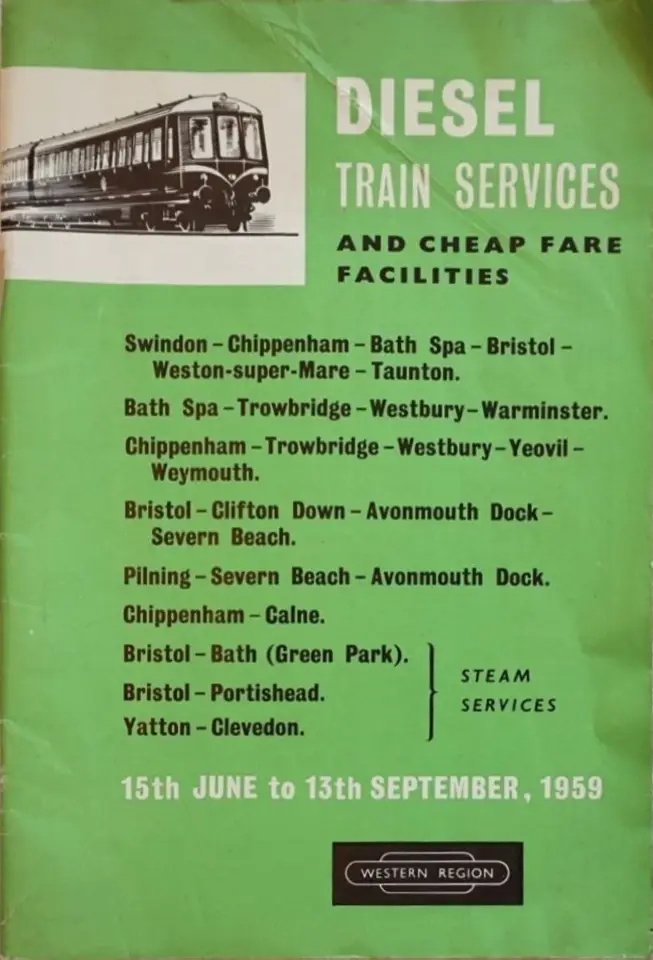 DIESEL
TRAIN SERVICES
AND CHEAP FARE
FACILITIES
Swindon – Chippenham – Bath Spa – Bristol –
Weston-super-Mare – Taunton.
Bath Spa – Trowbridge – Westbury – Warminster.
Chippenham – Trowbridge – Westbury – Yeovil –
Weymouth.
Bristol – Clifton Down – Avonmouth Dock –
Severn Beach.
Pilning – Severn Beach – Avonmouth Dock.
Chippenham – Calne.
Bristol – Bath (Green Park).
Bristol – Portishead.
Yatton – Clevedon.
STEAM
SERVICES
15th JUNE to 13th SEPTEMBER, 1959
WESTERN REGION